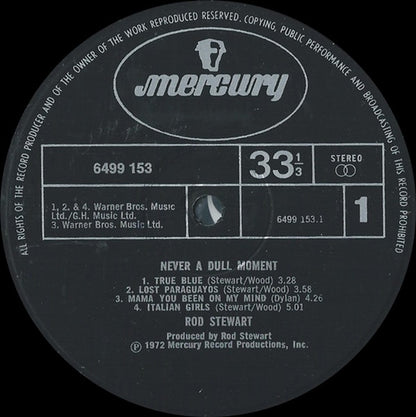 ALL RIGHTS OF THE RECORD PRODUCER AND OF THE OWNER OF THE WORK REPRODUCED RESERVED. COPYING, PUBLIC PERFORMANCE AND BROADCASTING OF THIS RECORD PROHIBITED
mercury
6499 153
33 1/3
STEREO
1, 2, & 4. Warner Bros. Music
Ltd./G.H. Music Ltd.
3. Warner Bros. Music Ltd.
6499 153.1
1
NEVER A DULL MOMENT
1. TRUE BLUE (Stewart/Wood) 3.28
2. LOST PARAGUAYOS (Stewart/Wood) 3.58
3. MAMA YOU BEEN ON MY MIND (Dylan) 4.26
4. ITALIAN GIRLS (Stewart/Wood) 5.01
ROD STEWART
Produced by Rod Stewart
℗ 1972 Mercury Record Productions, Inc.